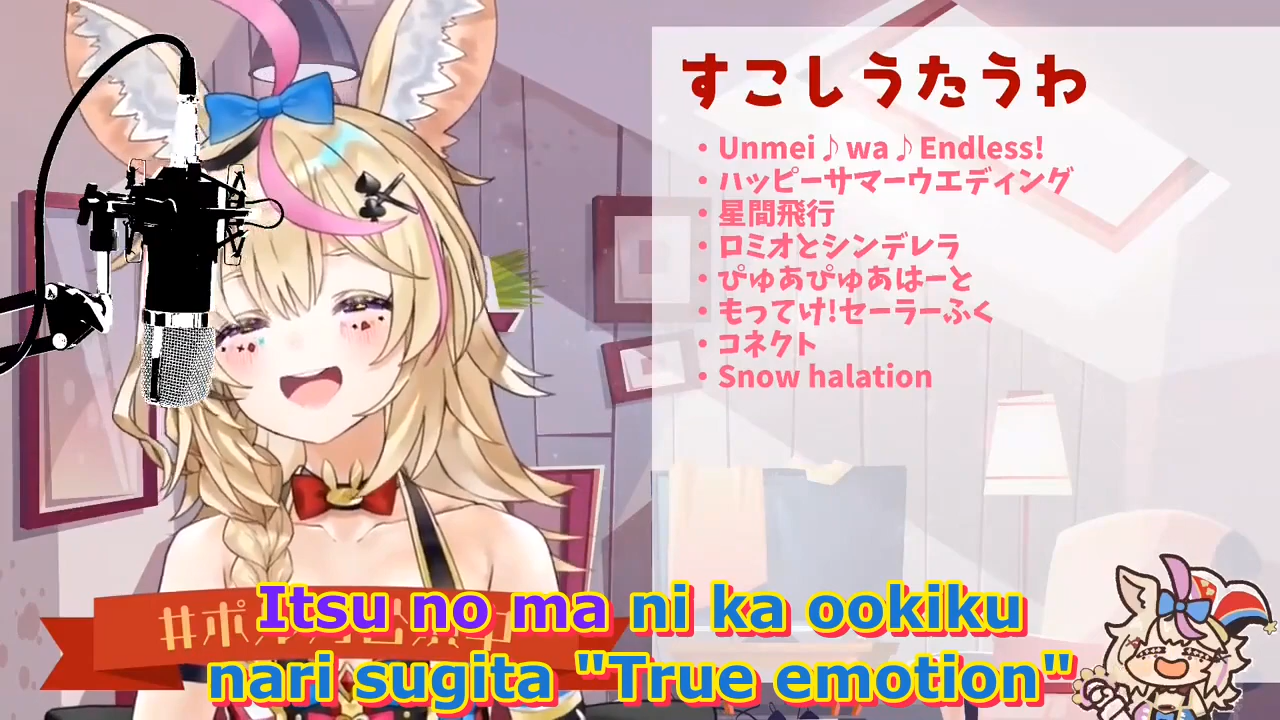 すこしうたうわ
・Unmei♪wa♪Endless!
・ハッピーサマーウエディング
・星間飛行
・ロミオとシンデレラ
・ぴゅあぴゅあはーと
・もってけ!セーラーふく
・コネクト
・Snow halation
Itsu no ma ni ka ookiku
nari sugita "True emotion"